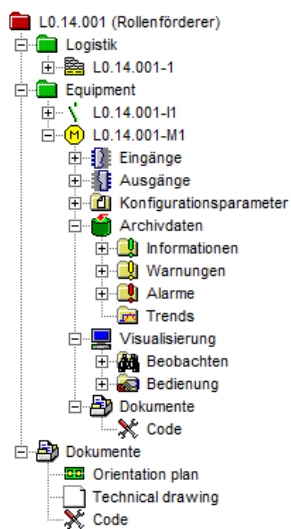 L0.14.001 (Rollenförderer)
Logistik
L0.14.001-1
Equipment
L0.14.001-I1
M L0.14.001-M1
Eingänge
Ausgänge
Konfigurationsparameter
Archivdaten
Informationen
Warnungen
Alarme
Trends
Visualisierung
Beobachten
Bedienung
Dokumente
Code
Dokumente
Orientation plan
Technical drawing
Code